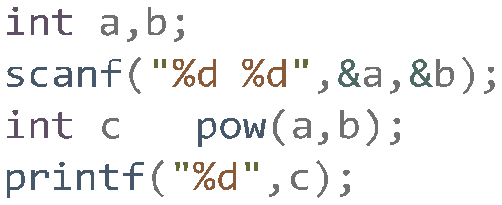 int a,b;
scanf("%d %d",&a,&b);
int c   pow(a,b);
printf("%d",c);